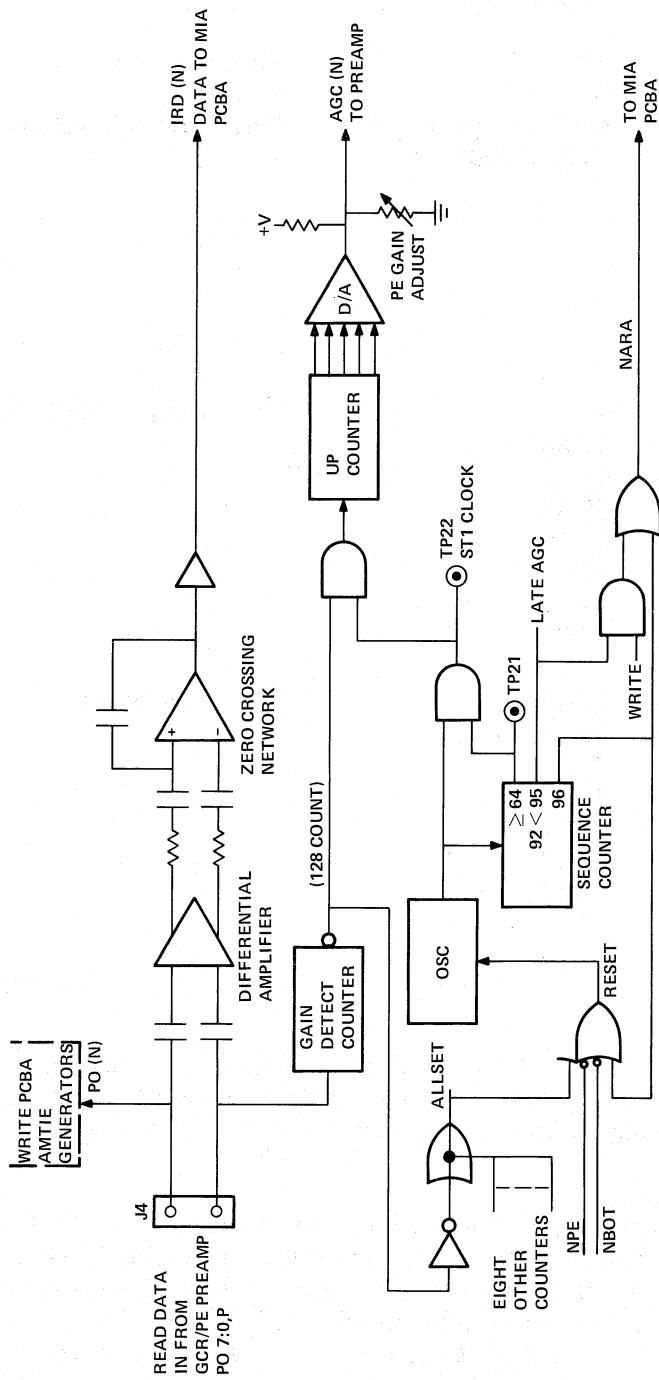 IRD (N)
DATA TO MIA
PCBA
AGC (N)
TO PREAMP
+V
D/A
PE GAIN
ADJUST
UP
COUNTER
TP22
ST1 CLOCK
TO MIA
PCBA
NARA
LATE AGC
TP21
WRITE
≥ 64
92 < 95
96
SEQUENCE
COUNTER
ZERO CROSSING
NETWORK
+
−
(128 COUNT)
DIFFERENTIAL
AMPLIFIER
GAIN
DETECT
COUNTER
OSC
RESET
WRITE PCBA
AMTIE
GENERATORS
PO (N)
ALLSET
J4
READ DATA
IN FROM
GCR/PE PREAMP
PO 7:0,P
EIGHT
OTHER
COUNTERS
NPE
NBOT